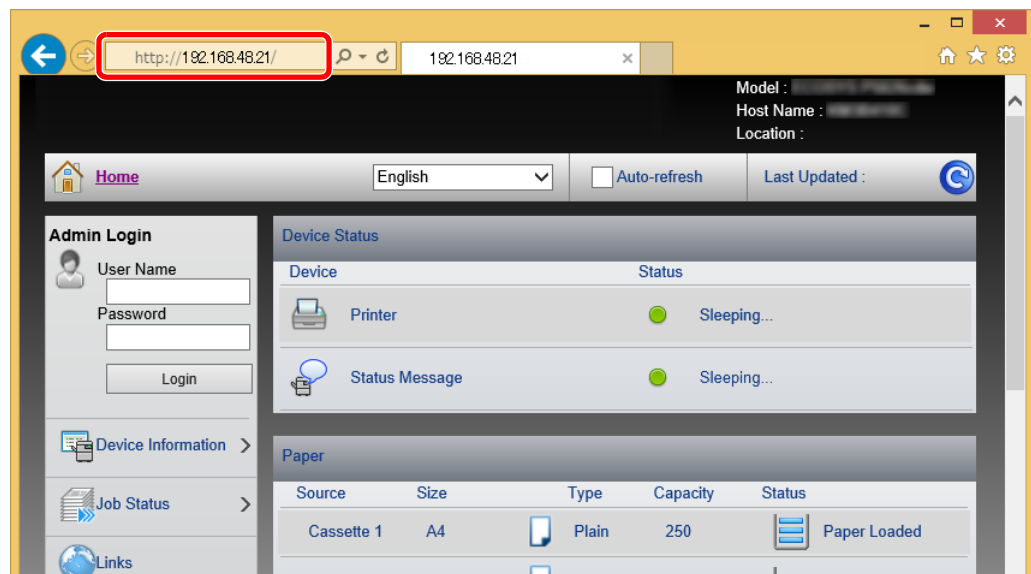 http://192.168.48.21/
192.168.48.21
Model :
Host Name :
Location :
Home
English
Auto-refresh
Last Updated :
Admin Login
User Name
Password
Login
Device Information
Job Status
Links
Device Status
Device Status
Printer Sleeping...
Status Message Sleeping...
Paper
Source Size Type Capacity Status
Cassette 1 A4 Plain 250 Paper Loaded